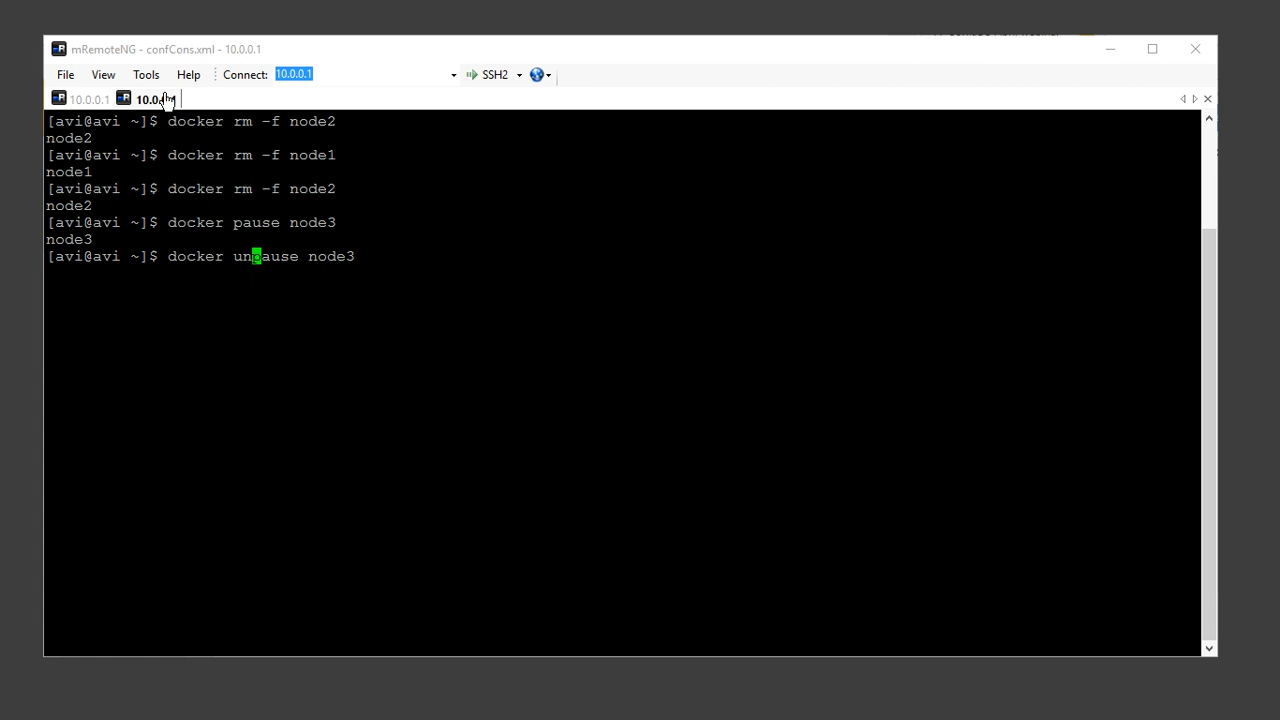 mRemoteNG - confCons.xml - 10.0.0.1
File View Tools Help Connect: 10.0.0.1 SSH2
10.0.0.1
[avi@avi ~]$ docker rm -f node2
node2
[avi@avi ~]$ docker rm -f node1
node1
[avi@avi ~]$ docker rm -f node2
node2
[avi@avi ~]$ docker pause node3
node3
[avi@avi ~]$ docker unpause node3